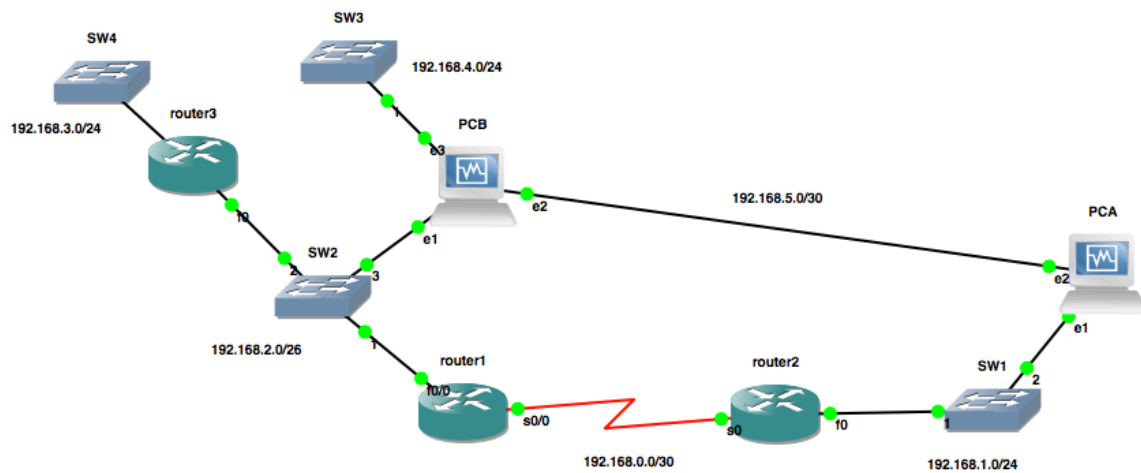 SW3
SW4
192.168.4.0/24
router3
1
PCB
192.168.3.0/24
e3
192.168.5.0/30
e2
PCA
f0
e1
SW2
2
3
e2
e1
192.168.2.0/26
1
router1
router2
SW1
2
f0/0
s0/0
s0
f0
1
192.168.0.0/30
192.168.1.0/24